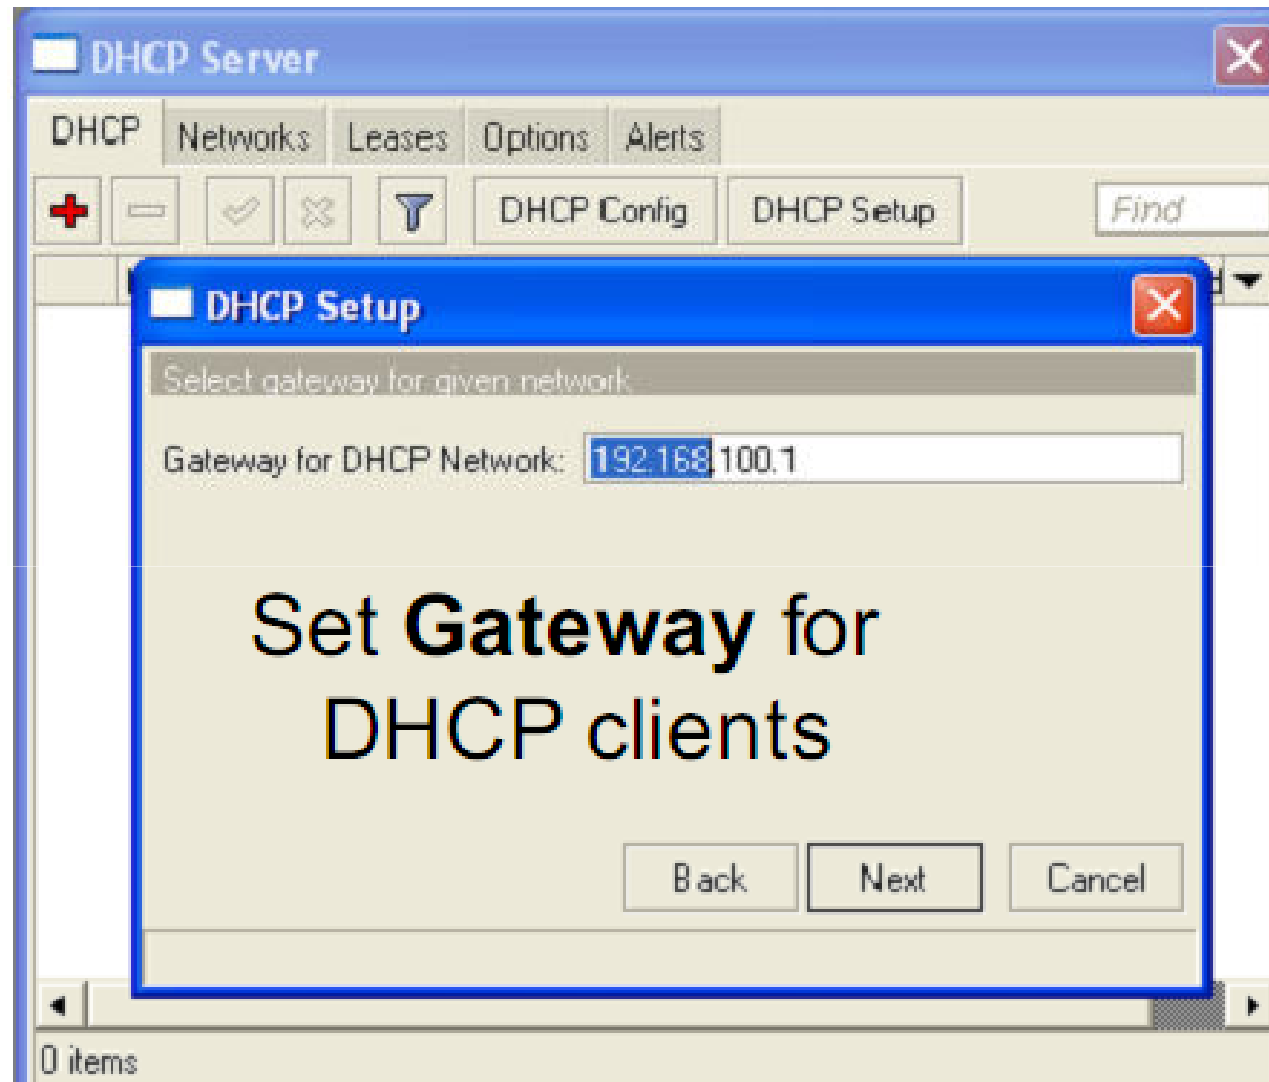 DHCP Server
DHCP Networks Leases Options Alerts
DHCP Config DHCP Setup Find
DHCP Setup
Select gateway for given network
Gateway for DHCP Network: 192.168.100.1
Set Gateway for
DHCP clients
Back Next Cancel
0 items